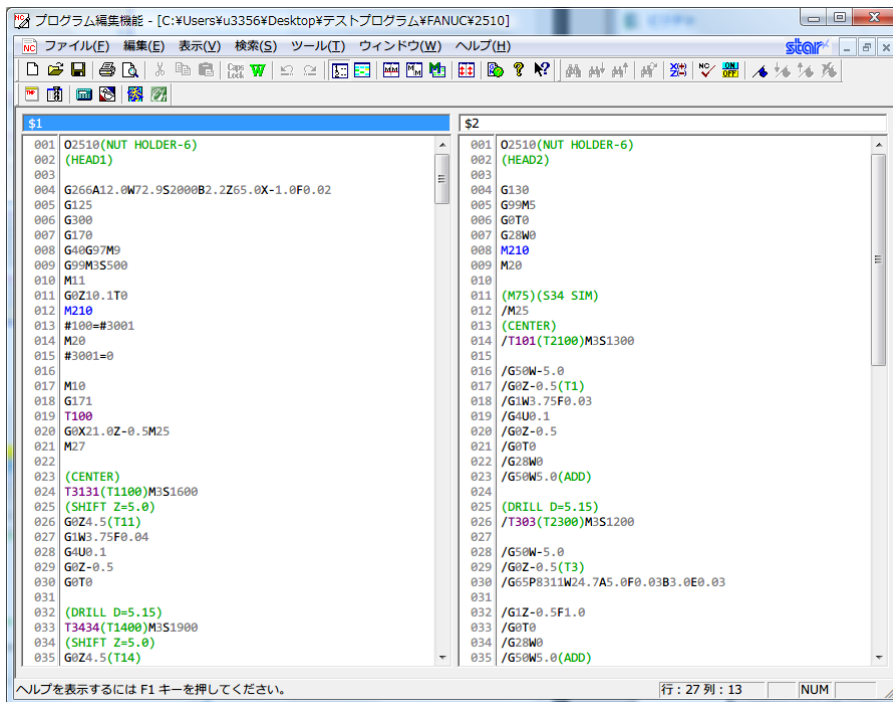 プログラム編集機能 - [C:¥Users¥u3356¥Desktop¥テストプログラム¥FANUC¥2510]
ファイル(F) 編集(E) 表示(V) 検索(S) ツール(T) ウィンドウ(W) ヘルプ(H)
star
$1
001 O2510(NUT HOLDER-6)
002 (HEAD1)
003
004 G266A12.0W72.9S2000B2.2Z65.0X-1.0F0.02
005 G125
006 G300
007 G170
008 G40G97M9
009 G99M3S500
010 M11
011 G0Z10.1T0
012 M210
013 #100=#3001
014 M20
015 #3001=0
016
017 M10
018 G171
019 T100
020 G0X21.0Z-0.5M25
021 M27
022
023 (CENTER)
024 T3131(T1100)M3S1600
025 (SHIFT Z=5.0)
026 G0Z4.5(T11)
027 G1W3.75F0.04
028 G4U0.1
029 G0Z-0.5
030 G0T0
031
032 (DRILL D=5.15)
033 T3434(T1400)M3S1900
034 (SHIFT Z=5.0)
035 G0Z4.5(T14)
$2
001 O2510(NUT HOLDER-6)
002 (HEAD2)
003
004 G130
005 G99M5
006 G0T0
007 G28W0
008 M210
009 M20
010
011 (M75)(S34 SIM)
012 /M25
013 (CENTER)
014 /T101(T2100)M3S1300
015
016 /G50W-5.0
017 /G0Z-0.5(T1)
018 /G1W3.75F0.03
019 /G4U0.1
020 /G0Z-0.5
021 /G0T0
022 /G28W0
023 /G50W5.0(ADD)
024
025 (DRILL D=5.15)
026 /T303(T2300)M3S1200
027
028 /G50W-5.0
029 /G0Z-0.5(T3)
030 /G65P8311W24.7A5.0F0.03B3.0E0.03
031
032 /G1Z-0.5F1.0
033 /G0T0
034 /G28W0
035 /G50W5.0(ADD)
ヘルプを表示するには F1 キーを押してください。
行 : 27 列 : 13
NUM